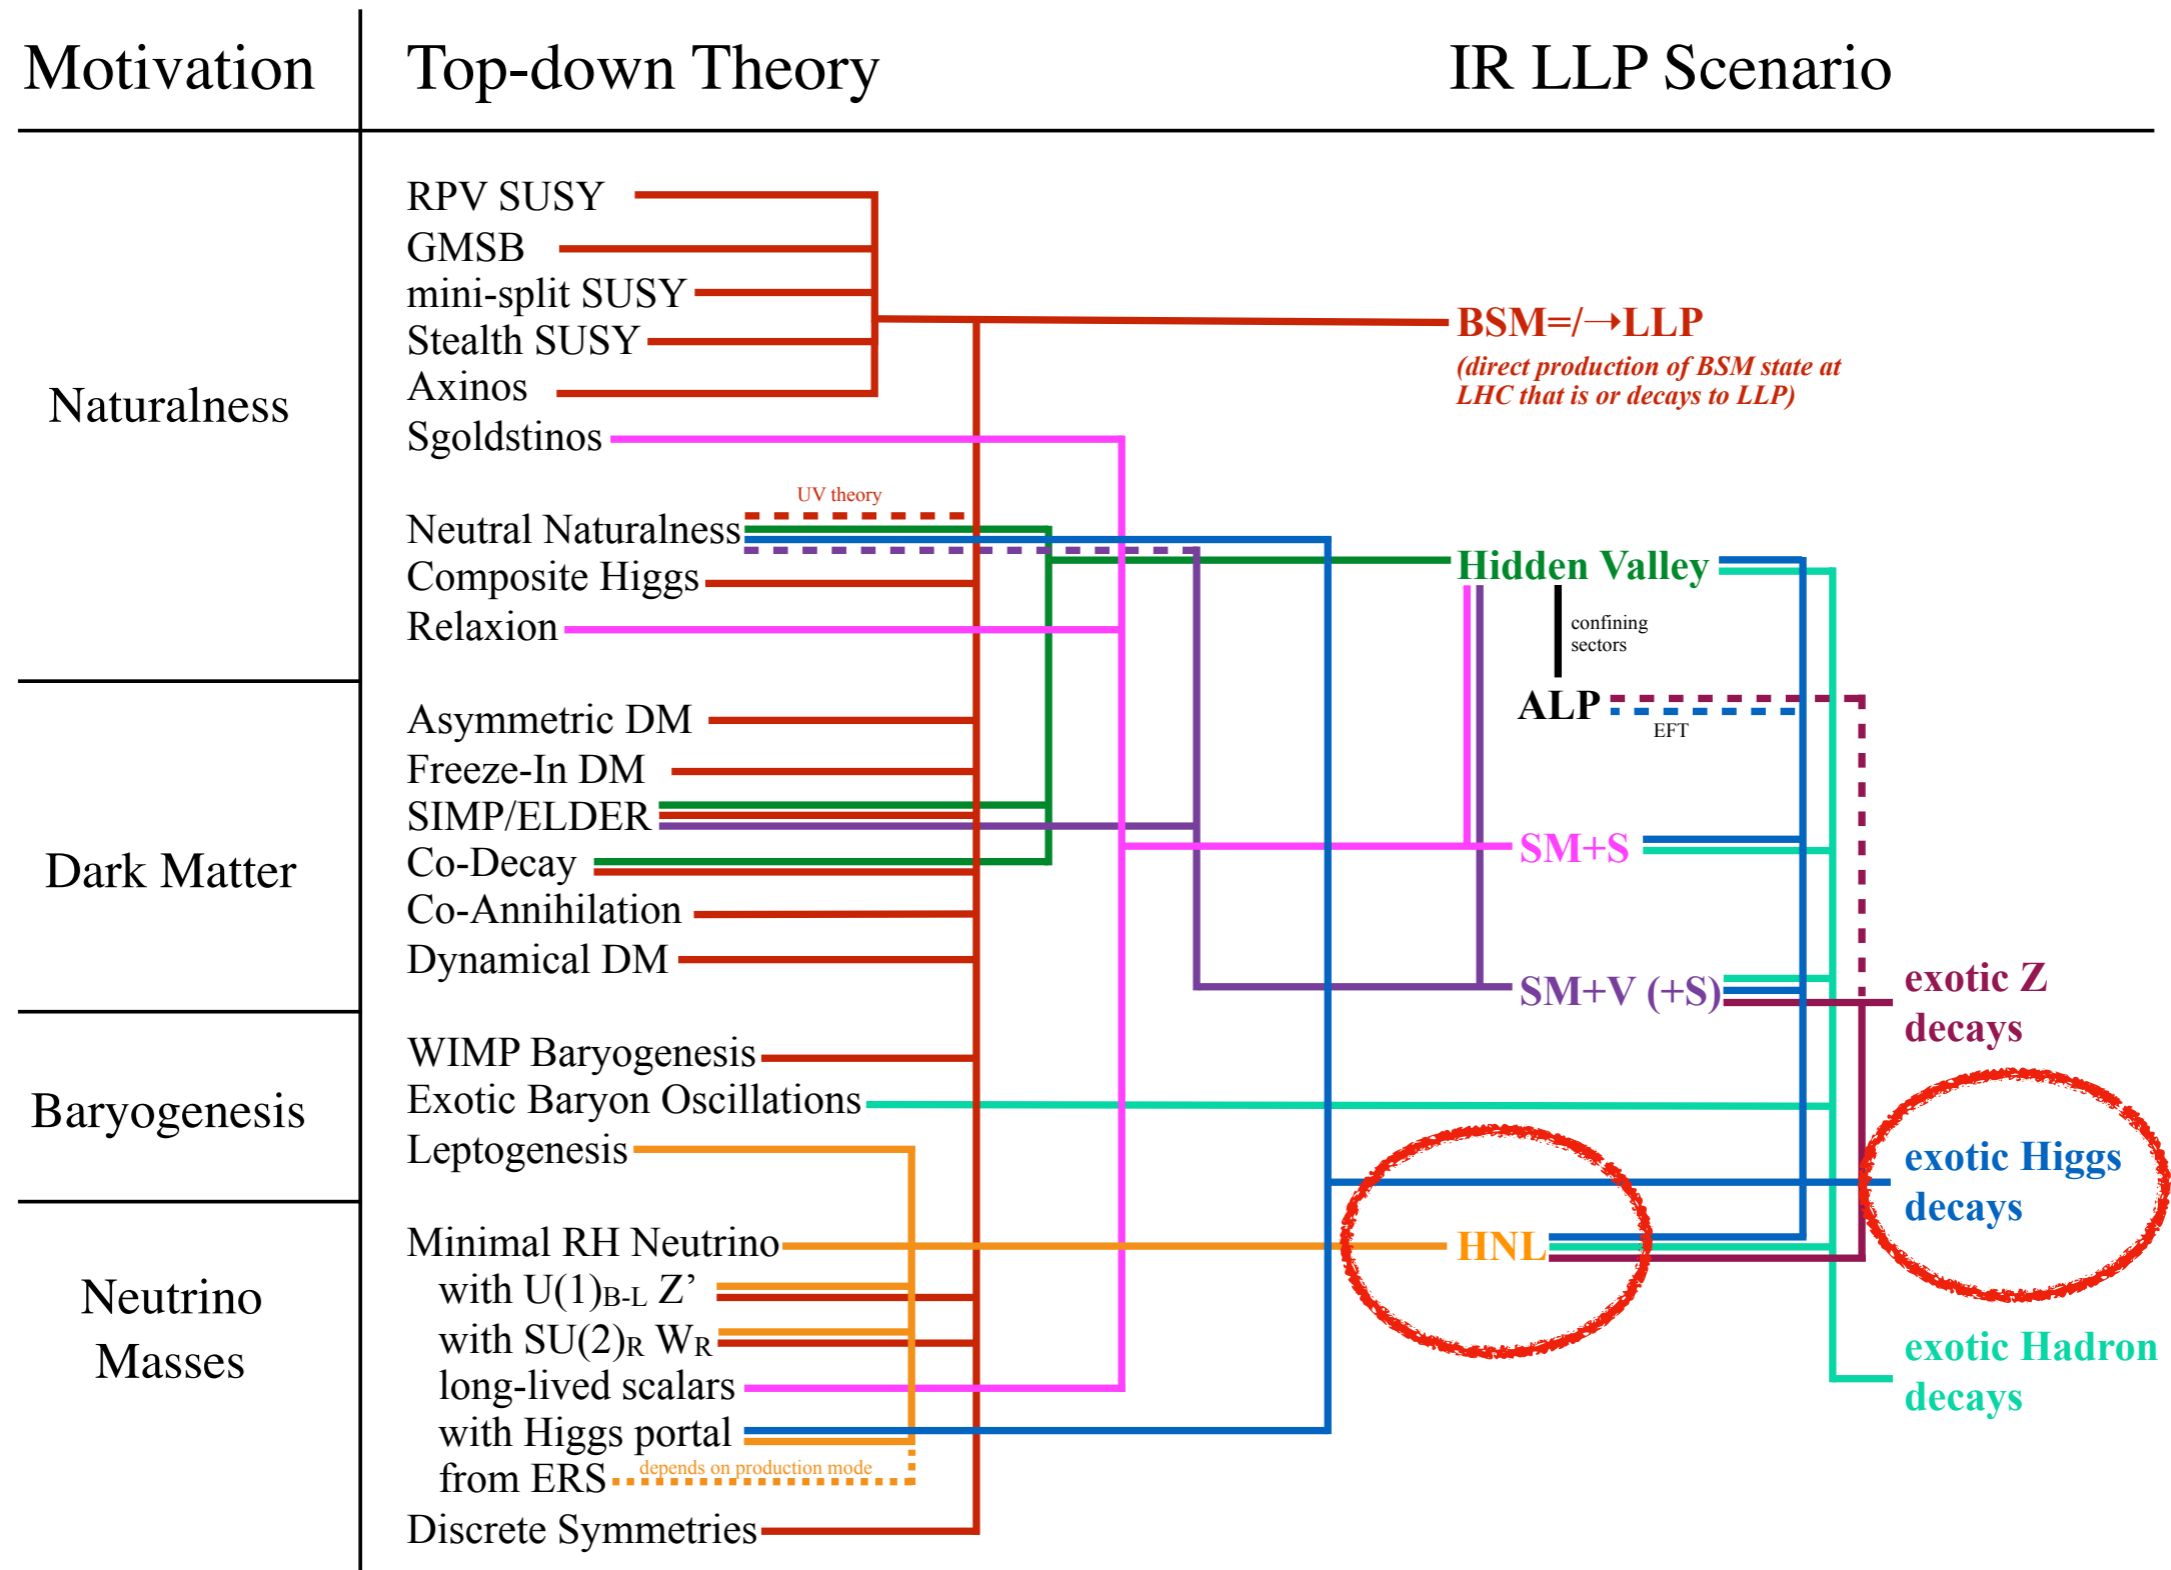 Motivation
Top-down Theory
IR LLP Scenario
Naturalness
RPV SUSY
GMSB
mini-split SUSY
Stealth SUSY
Axinos
Sgoldstinos
UV theory
Neutral Naturalness
Composite Higgs
Relaxion
Dark Matter
Asymmetric DM
Freeze-In DM
SIMP/ELDER
Co-Decay
Co-Annihilation
Dynamical DM
Baryogenesis
WIMP Baryogenesis
Exotic Baryon Oscillations
Leptogenesis
Neutrino
Masses
Minimal RH Neutrino
with U(1)B-L Z’
with SU(2)R WR
long-lived scalars
with Higgs portal
from ERS
depends on production mode
Discrete Symmetries
BSM=/→LLP
(direct production of BSM state at
LHC that is or decays to LLP)
Hidden Valley
confining
sectors
ALP
EFT
SM+S
SM+V (+S)
HNL
exotic Z
decays
exotic Higgs
decays
exotic Hadron
decays